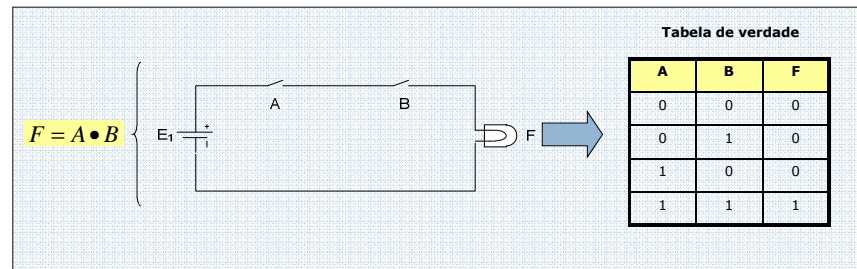 F = A • B
E1
+
A
B
F
Tabela de verdade
A B F
0 0 0
0 1 0
1 0 0
1 1 1